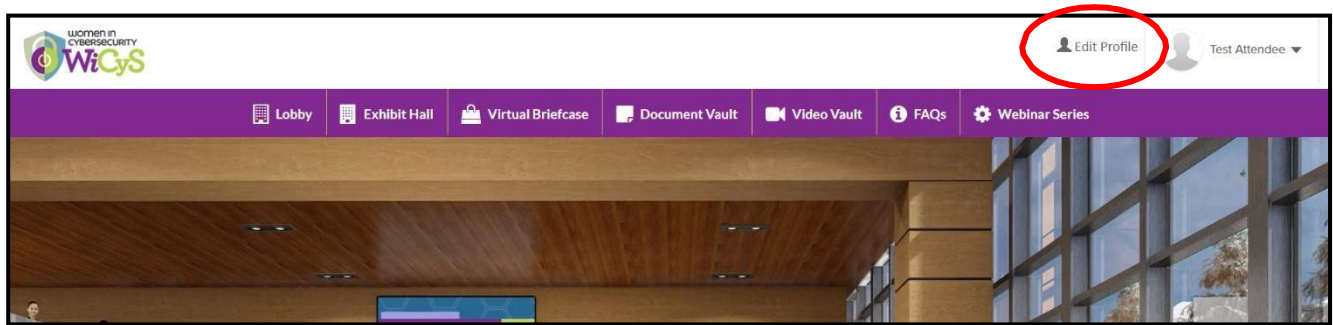 women in
CYBERSECURITY
WiCyS
Edit Profile
Test Attendee
Lobby
Exhibit Hall
Virtual Briefcase
Document Vault
Video Vault
FAQs
Webinar Series